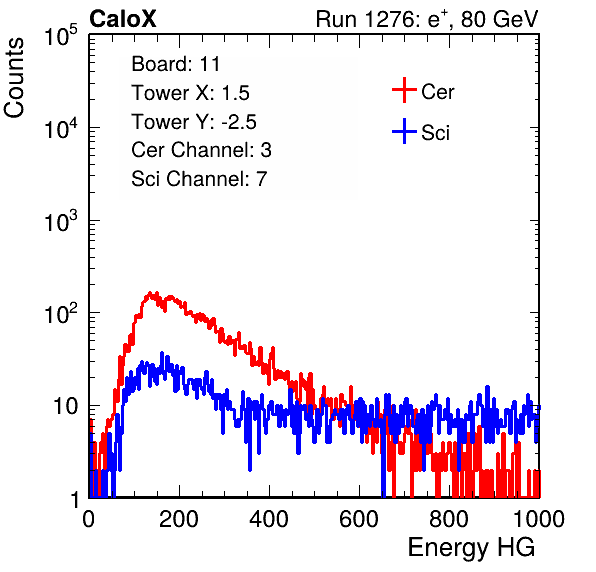 CaloX Run 1276: e⁺, 80 GeV
Counts
10⁵
10⁴
10³
10²
10
1
Board: 11
Tower X: 1.5
Tower Y: -2.5
Cer Channel: 3
Sci Channel: 7
Cer
Sci
0 200 400 600 800 1000
Energy HG